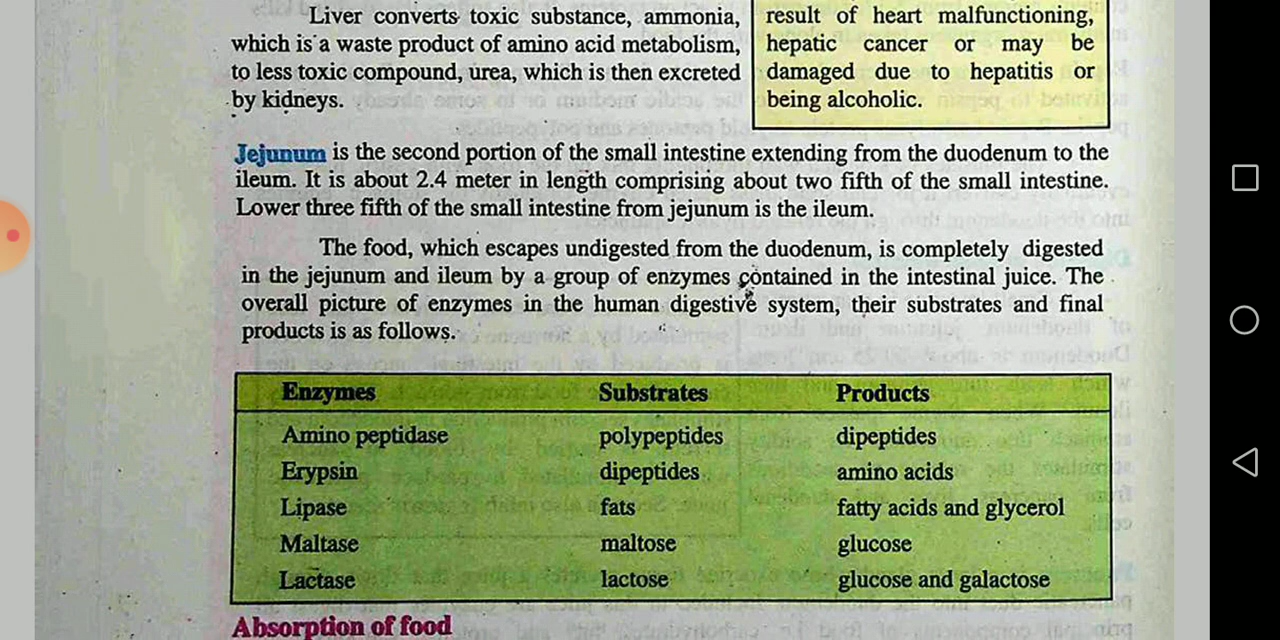 Liver converts toxic substance, ammonia,
which is a waste product of amino acid metabolism,
to less toxic compound, urea, which is then excreted
by kidneys.
result of heart malfunctioning,
hepatic cancer or may be
damaged due to hepatitis or
being alcoholic.
Jejunum is the second portion of the small intestine extending from the duodenum to the
ileum. It is about 2.4 meter in length comprising about two fifth of the small intestine.
Lower three fifth of the small intestine from jejunum is the ileum.
The food, which escapes undigested from the duodenum, is completely digested
in the jejunum and ileum by a group of enzymes contained in the intestinal juice. The
overall picture of enzymes in the human digestive system, their substrates and final
products is as follows.
Enzymes Substrates Products
Amino peptidase polypeptides dipeptides
Erypsin dipeptides amino acids
Lipase fats fatty acids and glycerol
Maltase maltose glucose
Lactase lactose glucose and galactose
Absorption of food